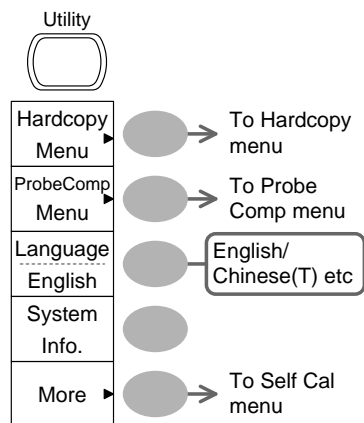 Utility
Hardcopy
Menu
To Hardcopy
menu
ProbeComp
Menu
To Probe
Comp menu
Language
English
English/
Chinese(T) etc
System
Info.
More
To Self Cal
menu